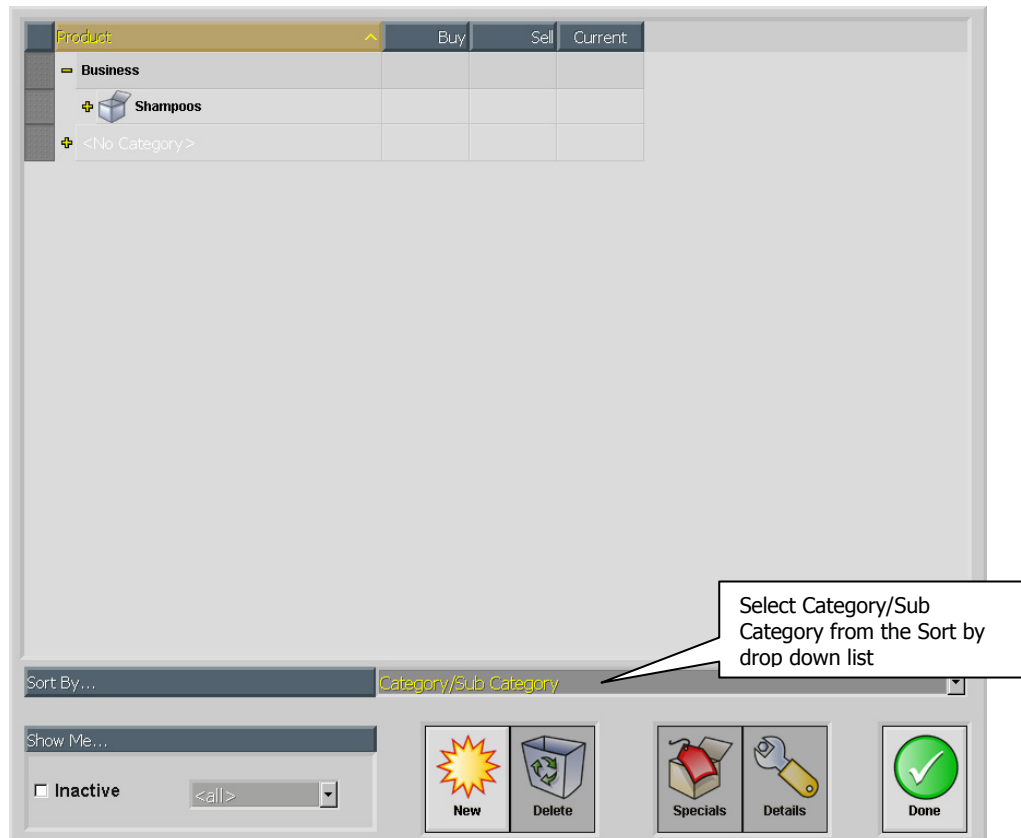 Product Buy Sell Current
Business
Shampoos
<No Category>
Select Category/Sub
Category from the Sort by
drop down list
Sort By... Category/Sub Category
Show Me...
Inactive <all>
New Delete Specials Details Done